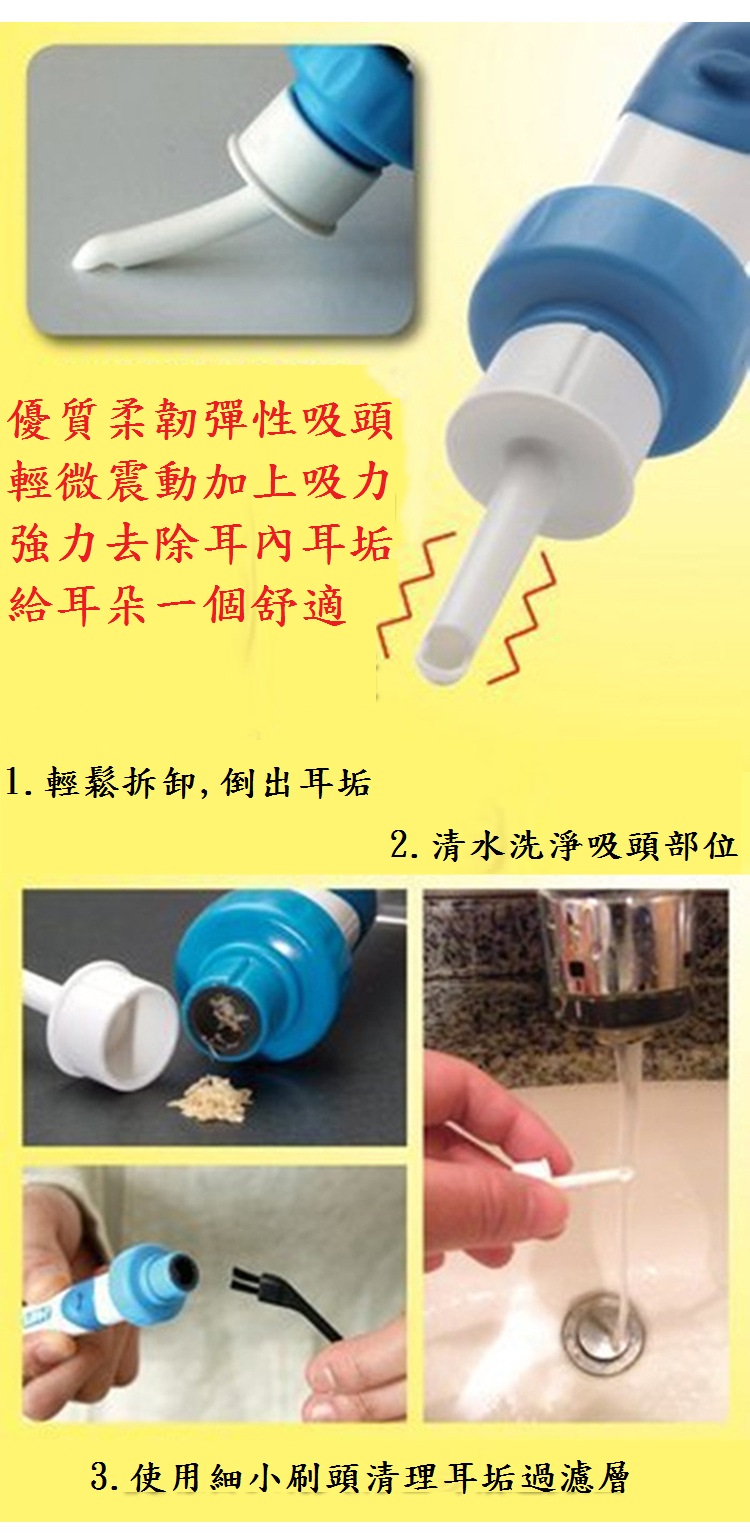 優質柔韌彈性吸頭
輕微震動加上吸力
強力去除耳內耳垢
給耳朵一個舒適
1.輕鬆拆卸,倒出耳垢
2.清水洗淨吸頭部位
3.使用細小刷頭清理耳垢過濾層